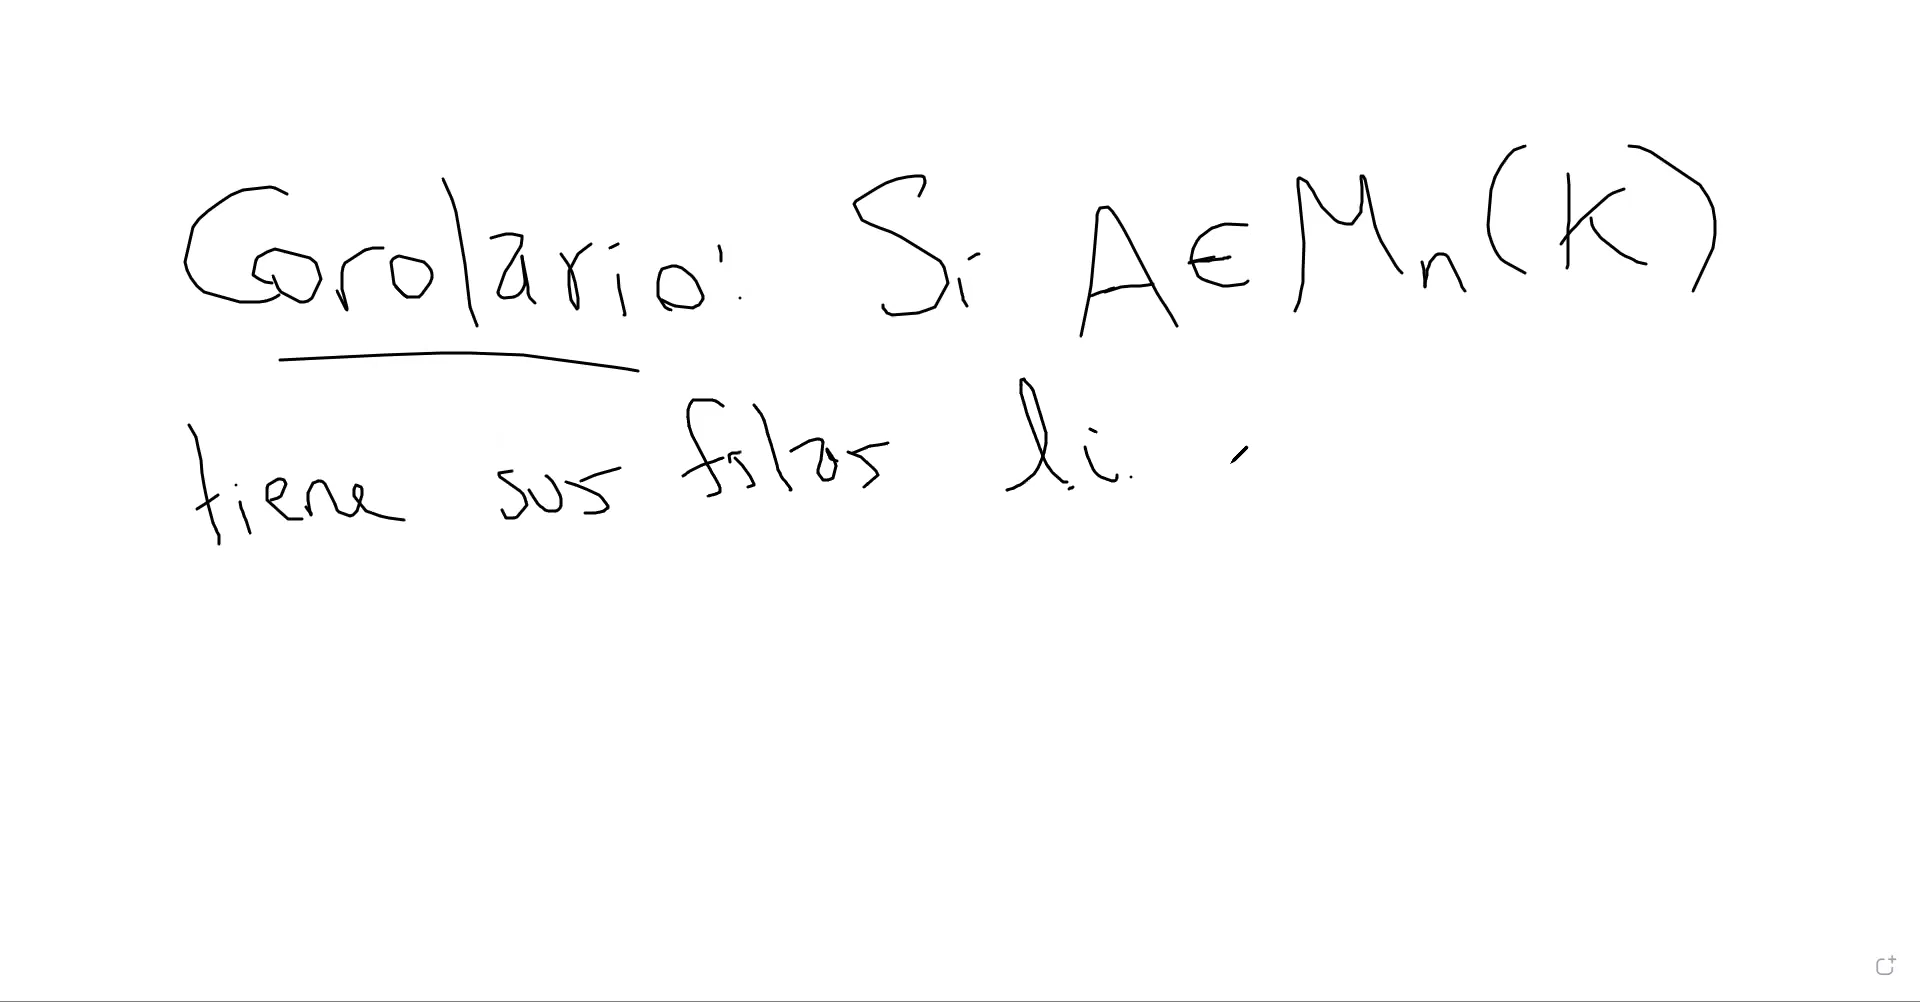 Corolario: Si A∈Mn(K)
tiene sus filas l.i.